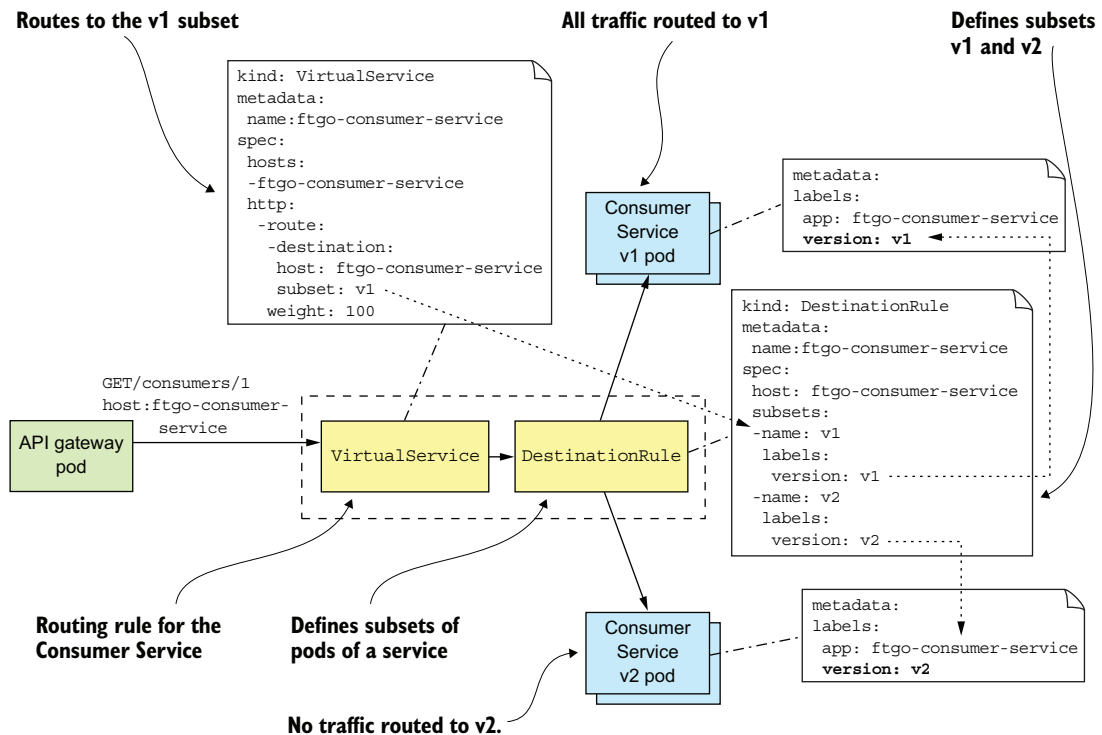 Routes to the v1 subset
All traffic routed to v1
Defines subsets
v1 and v2
kind: VirtualService
metadata:
name:ftgo-consumer-service
spec:
hosts:
-ftgo-consumer-service
http:
-route:
-destination:
host: ftgo-consumer-service
subset: v1
weight: 100
Consumer
Service
v1 pod
metadata:
labels:
app: ftgo-consumer-service
version: v1
kind: DestinationRule
metadata:
name:ftgo-consumer-service
spec:
host: ftgo-consumer-service
subsets:
-name: v1
labels:
version: v1
-name: v2
labels:
version: v2
GET/consumers/1
host:ftgo-consumer-
service
API gateway
pod
VirtualService
DestinationRule
Routing rule for the
Consumer Service
Defines subsets of
pods of a service
Consumer
Service
v2 pod
metadata:
labels:
app: ftgo-consumer-service
version: v2
No traffic routed to v2.